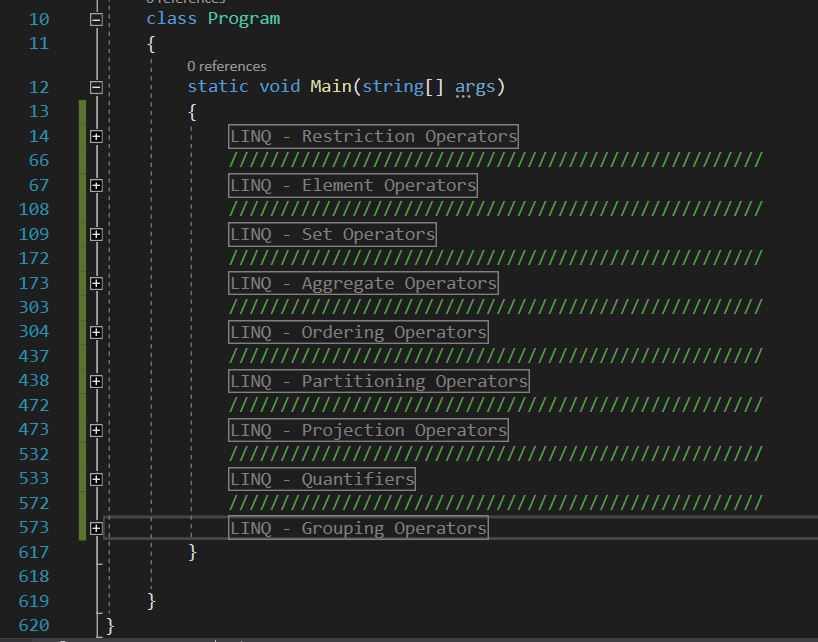 0 references
10 class Program
11 {
0 references
12 static void Main(string[] args)
13 {
14 LINQ - Restriction Operators
66 ////////////////////////////////////////////////////
67 LINQ - Element Operators
108 ////////////////////////////////////////////////////
109 LINQ - Set Operators
172 ////////////////////////////////////////////////////
173 LINQ - Aggregate Operators
303 ////////////////////////////////////////////////////
304 LINQ - Ordering Operators
437 ////////////////////////////////////////////////////
438 LINQ - Partitioning Operators
472 ////////////////////////////////////////////////////
473 LINQ - Projection Operators
532 ////////////////////////////////////////////////////
533 LINQ - Quantifiers
572 ////////////////////////////////////////////////////
573 LINQ - Grouping Operators
617 }
618
619 }
620 }